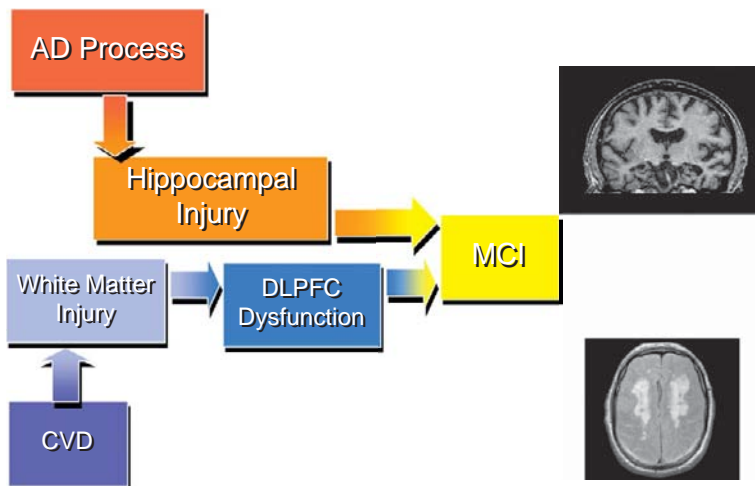 AD Process
Hippocampal
Injury
MCI
White Matter
Injury
DLPFC
Dysfunction
CVD